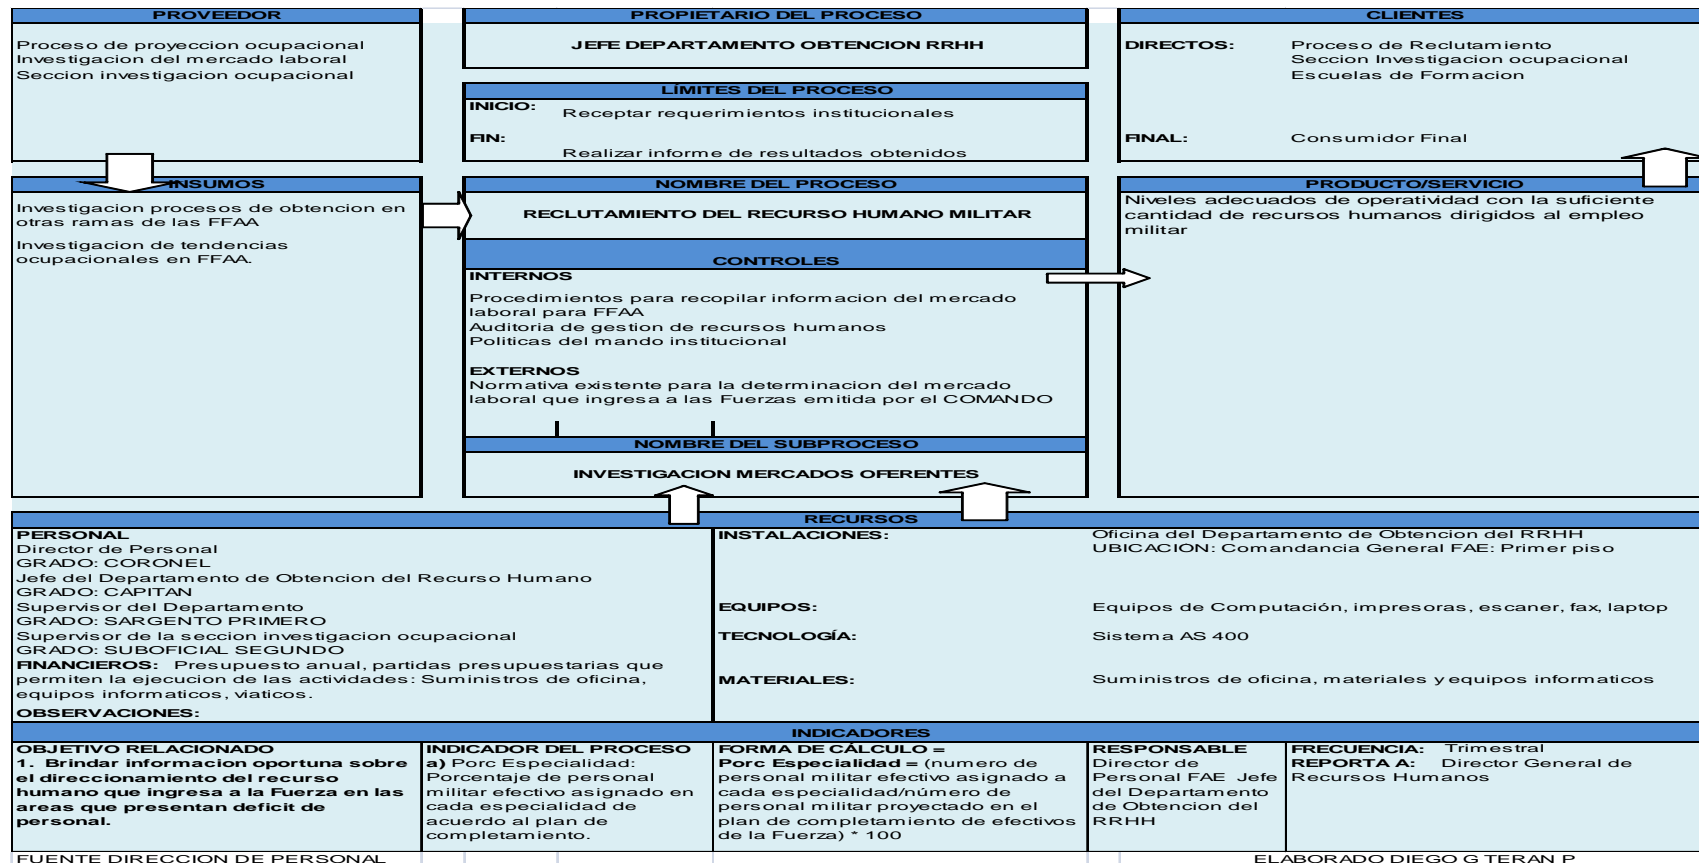 PROVEEDOR
Proceso de proyeccion ocupacional
Investigacion del mercado laboral
Seccion investigacion ocupacional
PROPIETARIO DEL PROCESO
JEFE DEPARTAMENTO OBTENCION RRHH
LÍMITES DEL PROCESO
INICIO:
Receptar requerimientos institucionales
FIN:
Realizar informe de resultados obtenidos
CLIENTES
DIRECTOS: Proceso de Reclutamiento
Seccion Investigacion ocupacional
Escuelas de Formacion
FINAL: Consumidor Final
INSUMOS
Investigacion procesos de obtencion en
otras ramas de las FFAA
Investigacion de tendencias
ocupacionales en FFAA.
NOMBRE DEL PROCESO
RECLUTAMIENTO DEL RECURSO HUMANO MILITAR
CONTROLES
INTERNOS
Procedimientos para recopilar informacion del mercado
laboral para FFAA
Auditoria de gestion de recursos humanos
Politicas del mando institucional
EXTERNOS
Normativa existente para la determinacion del mercado
laboral que ingresa a las Fuerzas emitida por el COMANDO
NOMBRE DEL SUBPROCESO
INVESTIGACION MERCADOS OFERENTES
PRODUCTO/SERVICIO
Niveles adecuados de operatividad con la suficiente
cantidad de recursos humanos dirigidos al empleo
militar
RECURSOS
PERSONAL
Director de Personal
GRADO: CORONEL
Jefe del Departamento de Obtencion del Recurso Humano
GRADO: CAPITAN
Supervisor del Departamento
GRADO: SARGENTO PRIMERO
Supervisor de la seccion investigacion ocupacional
GRADO: SUBOFICIAL SEGUNDO
FINANCIEROS: Presupuesto anual, partidas presupuestarias que
permiten la ejecucion de las actividades: Suministros de oficina,
equipos informaticos, viaticos.
OBSERVACIONES:
INSTALACIONES: Oficina del Departamento de Obtencion del RRHH
UBICACION: Comandancia General FAE: Primer piso
EQUIPOS: Equipos de Computación, impresoras, escaner, fax, laptop
TECNOLOGÍA: Sistema AS 400
MATERIALES: Suministros de oficina, materiales y equipos informaticos
INDICADORES
OBJETIVO RELACIONADO
1. Brindar informacion oportuna sobre
el direccionamiento del recurso
humano que ingresa a la Fuerza en las
areas que presentan deficit de
personal.
INDICADOR DEL PROCESO
a) Porc Especialidad:
Porcentaje de personal
militar efectivo asignado en
cada especialidad de
acuerdo al plan de
completamiento.
FORMA DE CÁLCULO =
Porc Especialidad = (numero de
personal militar efectivo asignado a
cada especialidad/número de
personal militar proyectado en el
plan de completamiento de efectivos
de la Fuerza) * 100
RESPONSABLE
Director de
Personal FAE Jefe
del Departamento
de Obtencion del
RRHH
FRECUENCIA: Trimestral
REPORTA A: Director General de
Recursos Humanos
FUENTE DIRECCION DE PERSONAL
ELABORADO DIEGO G TERAN P